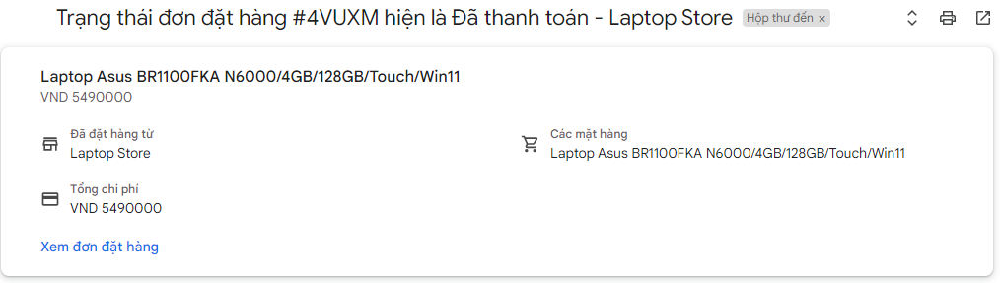 Trạng thái đơn đặt hàng #4VUXM hiện là Đã thanh toán - Laptop Store
Hộp thư đến ×
Laptop Asus BR1100FKA N6000/4GB/128GB/Touch/Win11
VND 5490000
Đã đặt hàng từ
Laptop Store
Các mặt hàng
Laptop Asus BR1100FKA N6000/4GB/128GB/Touch/Win11
Tổng chi phí
VND 5490000
Xem đơn đặt hàng